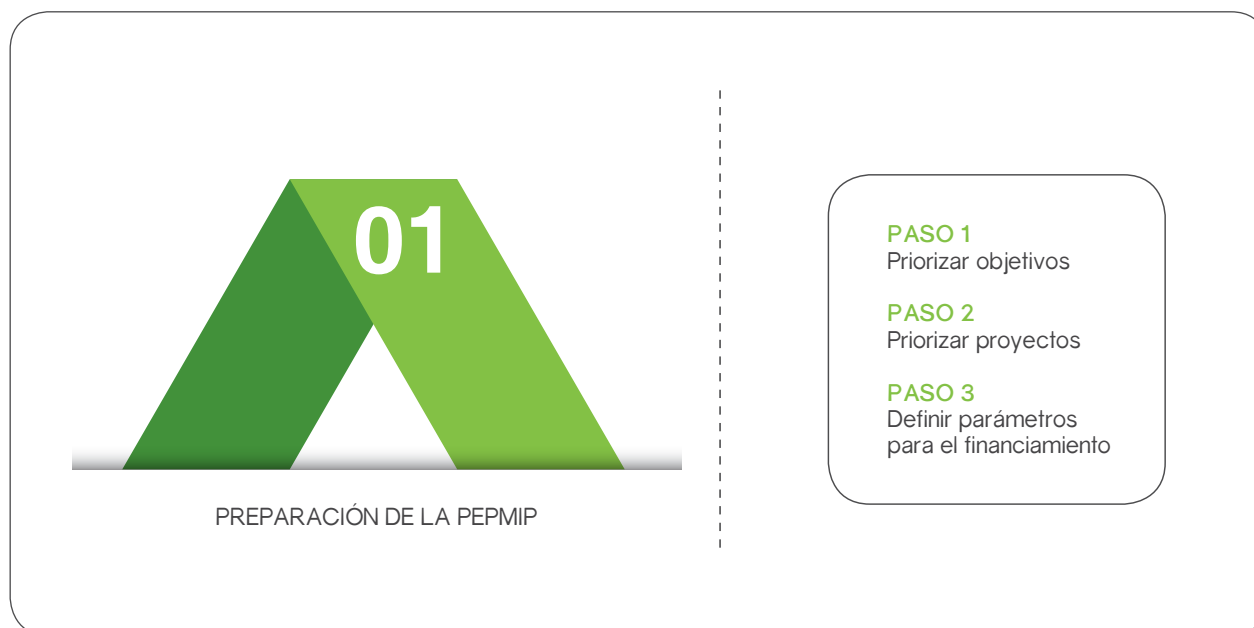 01
PREPARACIÓN DE LA PEPMIP
PASO 1
Priorizar objetivos
PASO 2
Priorizar proyectos
PASO 3
Definir parámetros
para el financiamiento